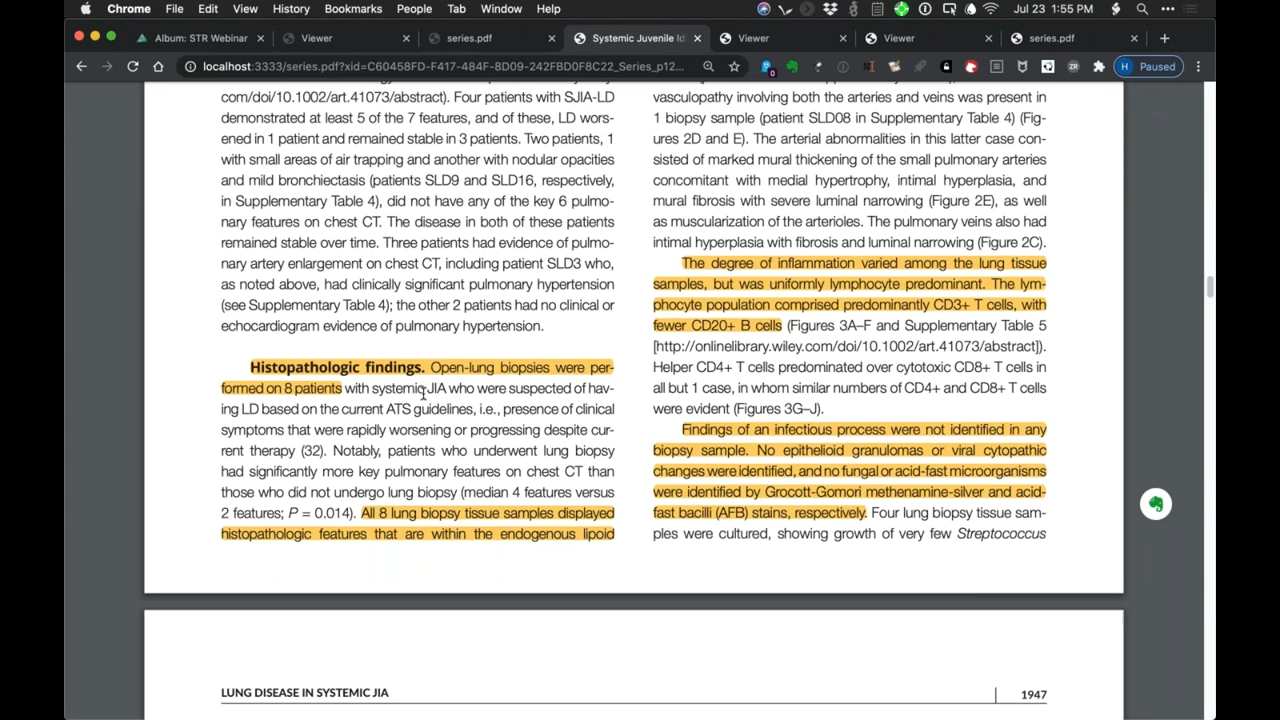 Chrome File Edit View History Bookmarks People Tab Window Help Jul 23 1:55 PM
Album: STR Webinar
Viewer
series.pdf
Systemic Juvenile Id
Viewer
Viewer
series.pdf
localhost:3333/series.pdf?xid=C60458FD-F417-484F-8D09-242FBD0F8C22_Series_p12...
H Paused
com/doi/10.1002/art.41073/abstract). Four patients with SJIA-LD
demonstrated at least 5 of the 7 features, and of these, LD wors-
ened in 1 patient and remained stable in 3 patients. Two patients, 1
with small areas of air trapping and another with nodular opacities
and mild bronchiectasis (patients SLD9 and SLD16, respectively,
in Supplementary Table 4), did not have any of the key 6 pulmo-
nary features on chest CT. The disease in both of these patients
remained stable over time. Three patients had evidence of pulmo-
nary artery enlargement on chest CT, including patient SLD3 who,
as noted above, had clinically significant pulmonary hypertension
(see Supplementary Table 4); the other 2 patients had no clinical or
echocardiogram evidence of pulmonary hypertension.
Histopathologic findings. Open-lung biopsies were per-
formed on 8 patients with systemic JIA who were suspected of hav-
ing LD based on the current ATS guidelines, i.e., presence of clinical
symptoms that were rapidly worsening or progressing despite cur-
rent therapy (32). Notably, patients who underwent lung biopsy
had significantly more key pulmonary features on chest CT than
those who did not undergo lung biopsy (median 4 features versus
2 features; P = 0.014). All 8 lung biopsy tissue samples displayed
histopathologic features that are within the endogenous lipoid
vasculopathy involving both the arteries and veins was present in
1 biopsy sample (patient SLD08 in Supplementary Table 4) (Fig-
ures 2D and E). The arterial abnormalities in this latter case con-
sisted of marked mural thickening of the small pulmonary arteries
concomitant with medial hypertrophy, intimal hyperplasia, and
mural fibrosis with severe luminal narrowing (Figure 2E), as well
as muscularization of the arterioles. The pulmonary veins also had
intimal hyperplasia with fibrosis and luminal narrowing (Figure 2C).
The degree of inflammation varied among the lung tissue
samples, but was uniformly lymphocyte predominant. The lym-
phocyte population comprised predominantly CD3+ T cells, with
fewer CD20+ B cells (Figures 3A–F and Supplementary Table 5
[http://onlinelibrary.wiley.com/doi/10.1002/art.41073/abstract]).
Helper CD4+ T cells predominated over cytotoxic CD8+ T cells in
all but 1 case, in whom similar numbers of CD4+ and CD8+ T cells
were evident (Figures 3G–J).
Findings of an infectious process were not identified in any
biopsy sample. No epithelioid granulomas or viral cytopathic
changes were identified, and no fungal or acid-fast microorganisms
were identified by Grocott-Gomori methenamine-silver and acid-
fast bacilli (AFB) stains, respectively. Four lung biopsy tissue sam-
ples were cultured, showing growth of very few Streptococcus
LUNG DISEASE IN SYSTEMIC JIA
1947